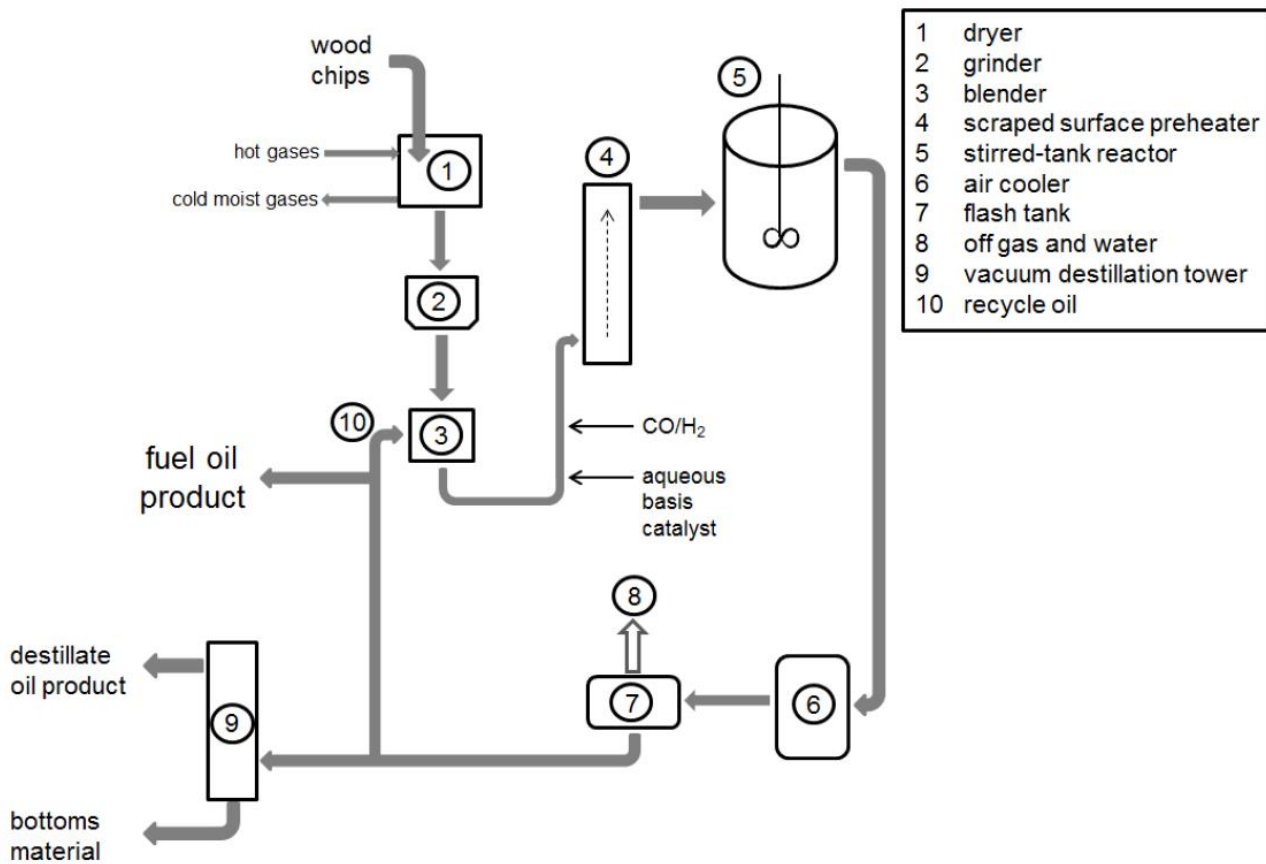 wood
chips
hot gases
cold moist gases
1
2
3
10
4
5
CO/H₂
aqueous
basis
catalyst
fuel oil
product
8
7
6
9
destillate
oil product
bottoms
material
1 dryer
2 grinder
3 blender
4 scraped surface preheater
5 stirred-tank reactor
6 air cooler
7 flash tank
8 off gas and water
9 vacuum destillation tower
10 recycle oil